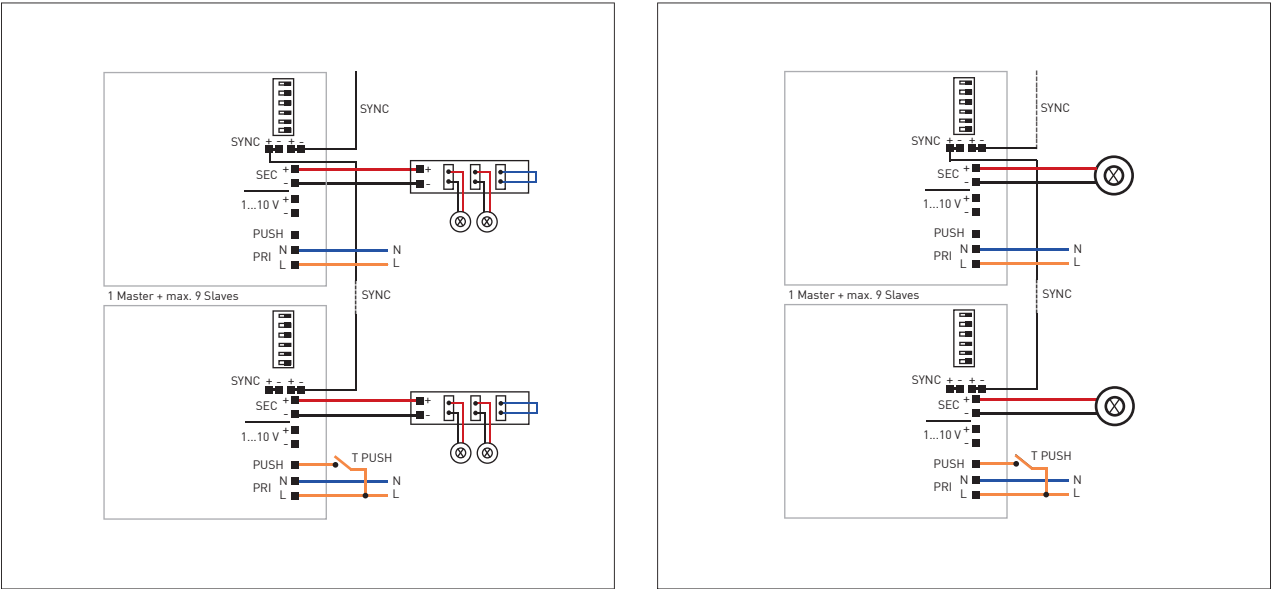 SYNC
SYNC + - + -
SEC + +
- -
1...10 V +
-
PUSH
PRI N N
L L
1 Master + max. 9 Slaves
SYNC
SYNC + - + -
SEC + +
- -
1...10 V +
-
PUSH T PUSH
PRI N N
L L
SYNC
SYNC + - + -
SEC +
-
1...10 V +
-
PUSH
PRI N N
L L
1 Master + max. 9 Slaves
SYNC
SYNC + - + -
SEC +
-
1...10 V +
-
PUSH T PUSH
PRI N N
L L